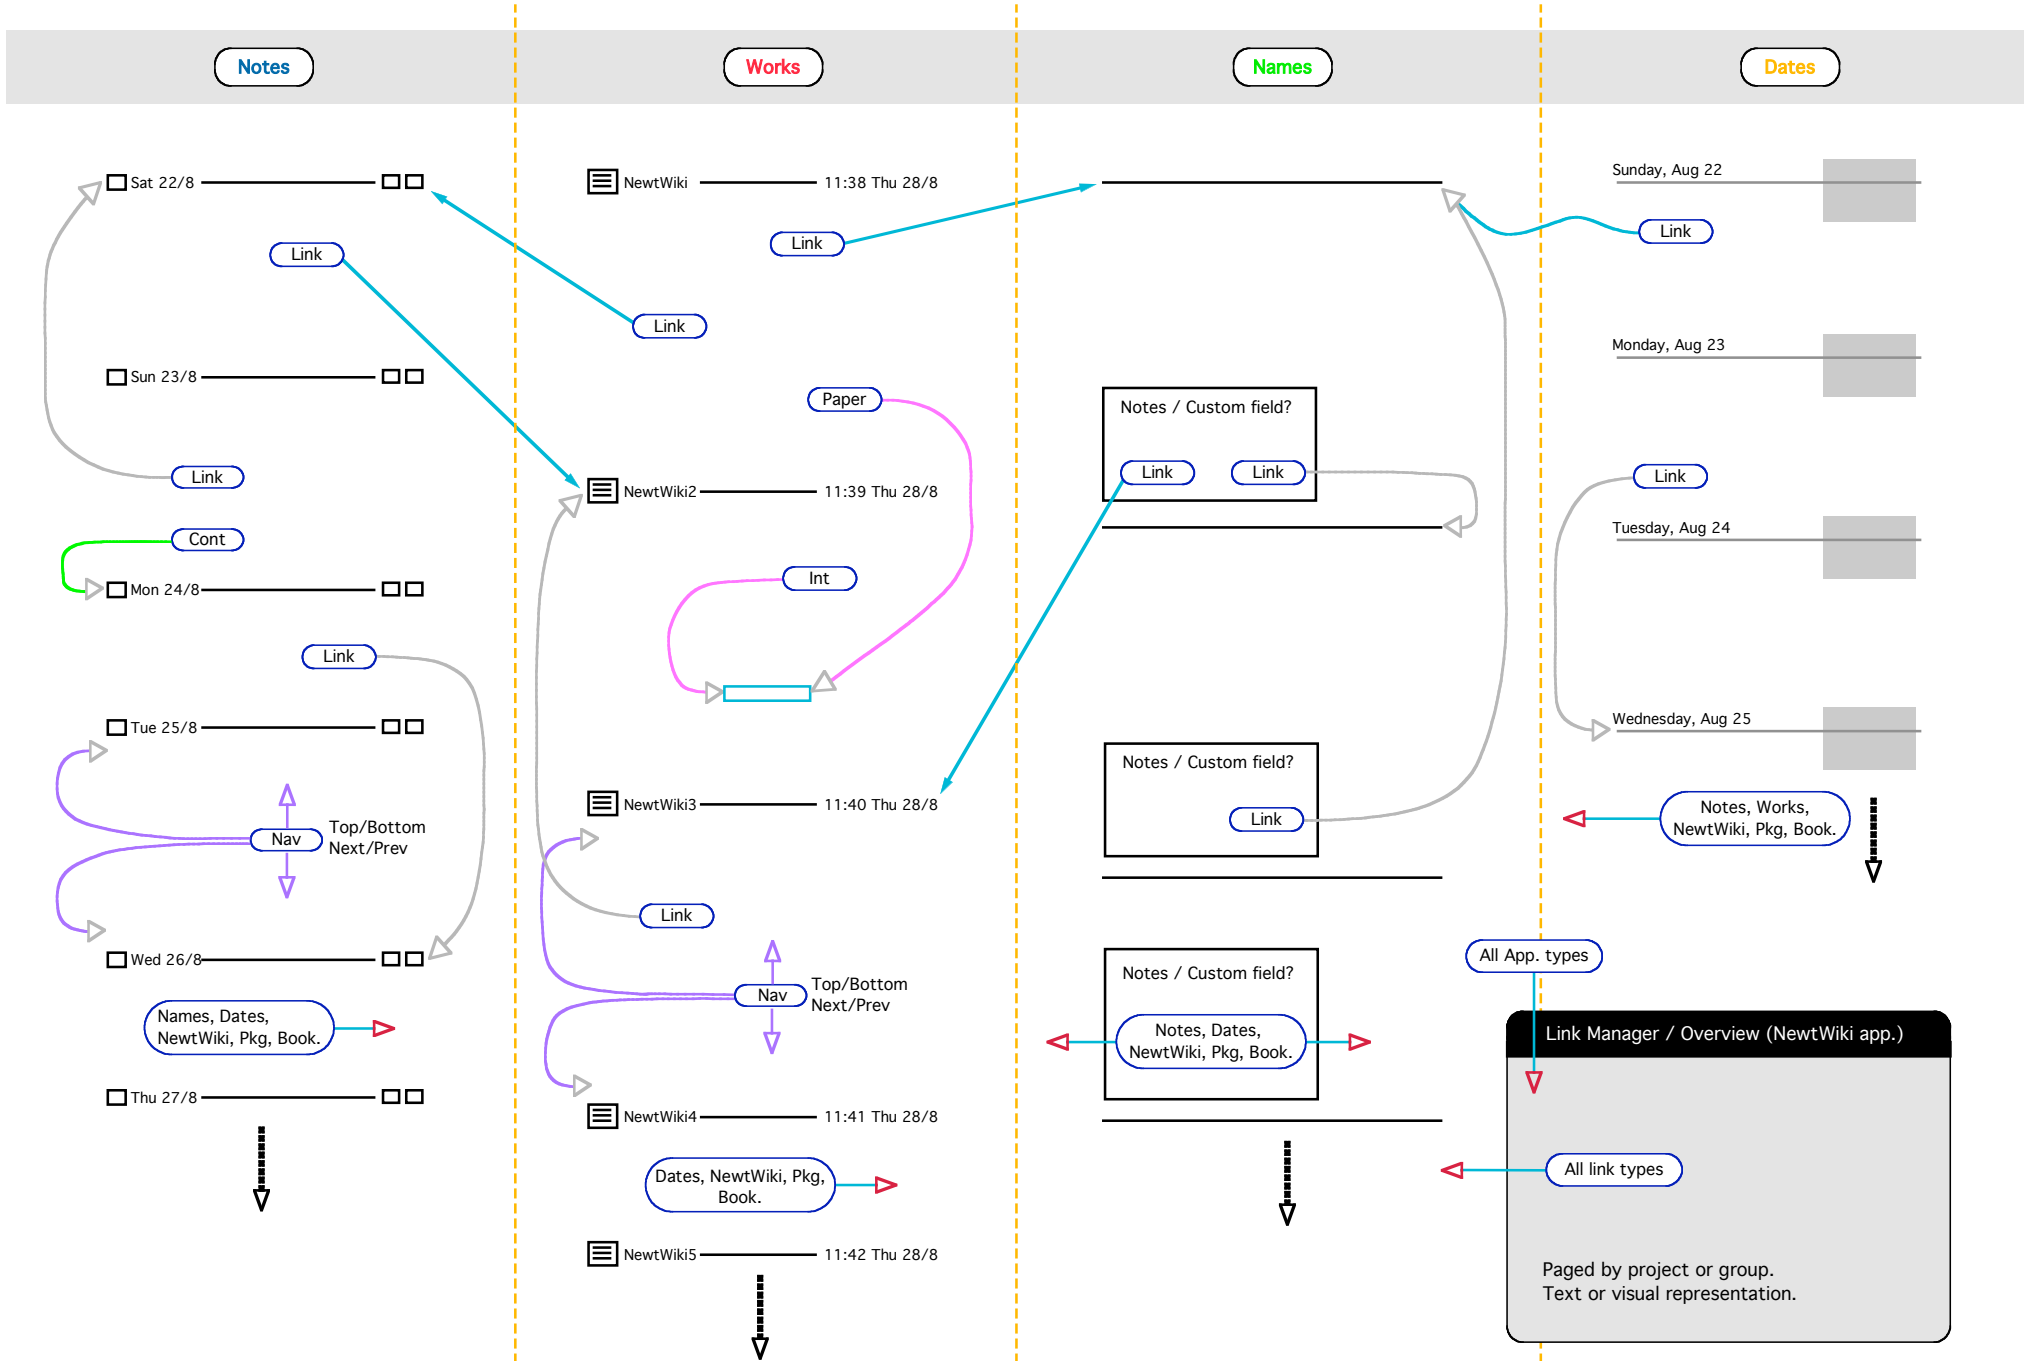 Notes
Works
Names
Dates
Sat 22/8
Link
Sun 23/8
Link
Cont
Mon 24/8
Link
Tue 25/8
Nav
Top/Bottom
Next/Prev
Wed 26/8
Names, Dates,
NewtWiki, Pkg, Book.
Thu 27/8
NewtWiki 11:38 Thu 28/8
Link
Link
Paper
NewtWiki2 11:39 Thu 28/8
Int
NewtWiki3 11:40 Thu 28/8
Link
Nav
Top/Bottom
Next/Prev
NewtWiki4 11:41 Thu 28/8
Dates, NewtWiki, Pkg,
Book.
NewtWiki5 11:42 Thu 28/8
Notes / Custom field?
Link Link
Notes / Custom field?
Link
Notes / Custom field?
Notes, Dates,
NewtWiki, Pkg, Book.
Sunday, Aug 22
Link
Monday, Aug 23
Link
Tuesday, Aug 24
Wednesday, Aug 25
Notes, Works,
NewtWiki, Pkg, Book.
All App. types
Link Manager / Overview (NewtWiki app.)
All link types
Paged by project or group.
Text or visual representation.